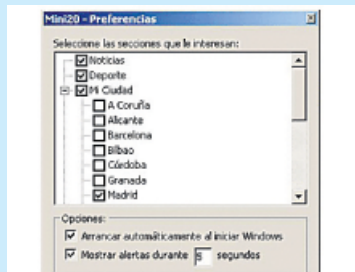 Mini20 - Preferencias
Seleccione las secciones que le interesan:
Noticias
Deporte
Mi Ciudad
A Coruña
Alicante
Barcelona
Bilbao
Córdoba
Granada
Madrid
Opciones:
Arrancar automáticamente al iniciar Windows
Mostrar alertas durante 5 segundos